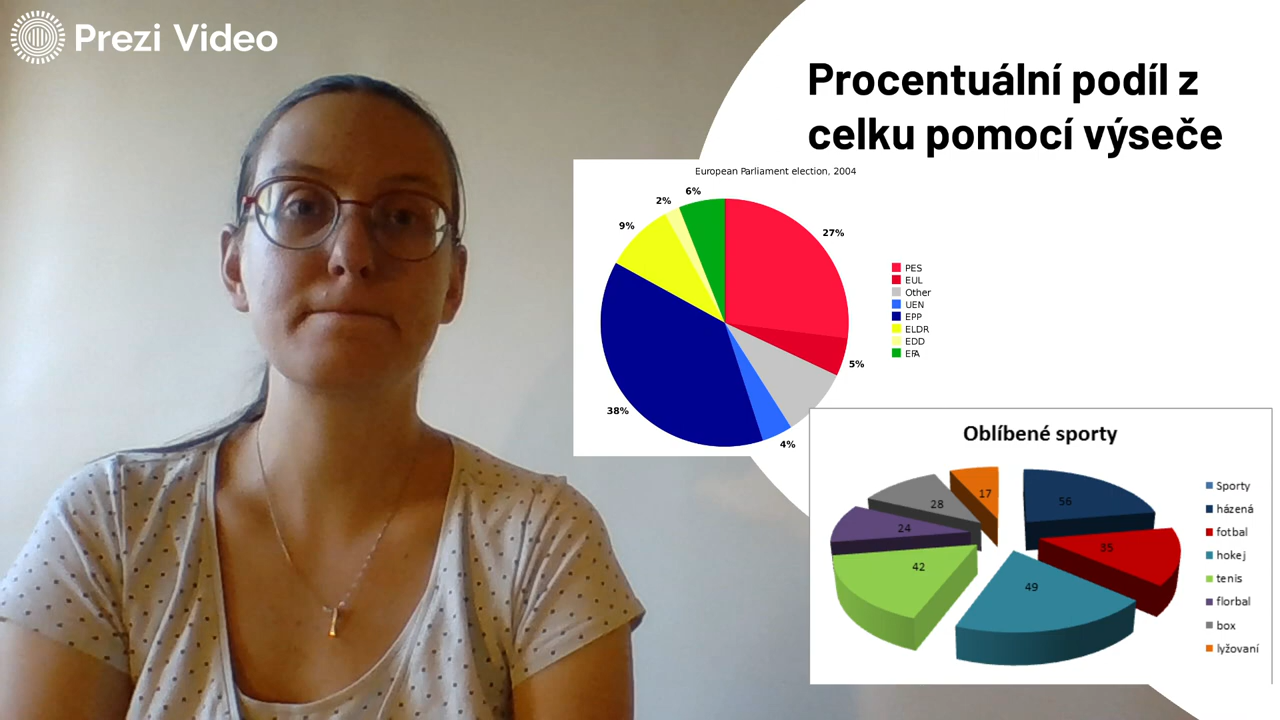 Prezi Video
Procentuální podíl z
celku pomocí výseče
European Parliament election, 2004
6%
2%
9%
27%
38%
5%
4%
PES
EUL
Other
UEN
EPP
ELDR
EDD
EFA
Oblíbené sporty
17
56
28
24
35
42
49
Sporty
házená
fotbal
hokej
tenis
florbal
box
lyžovaní